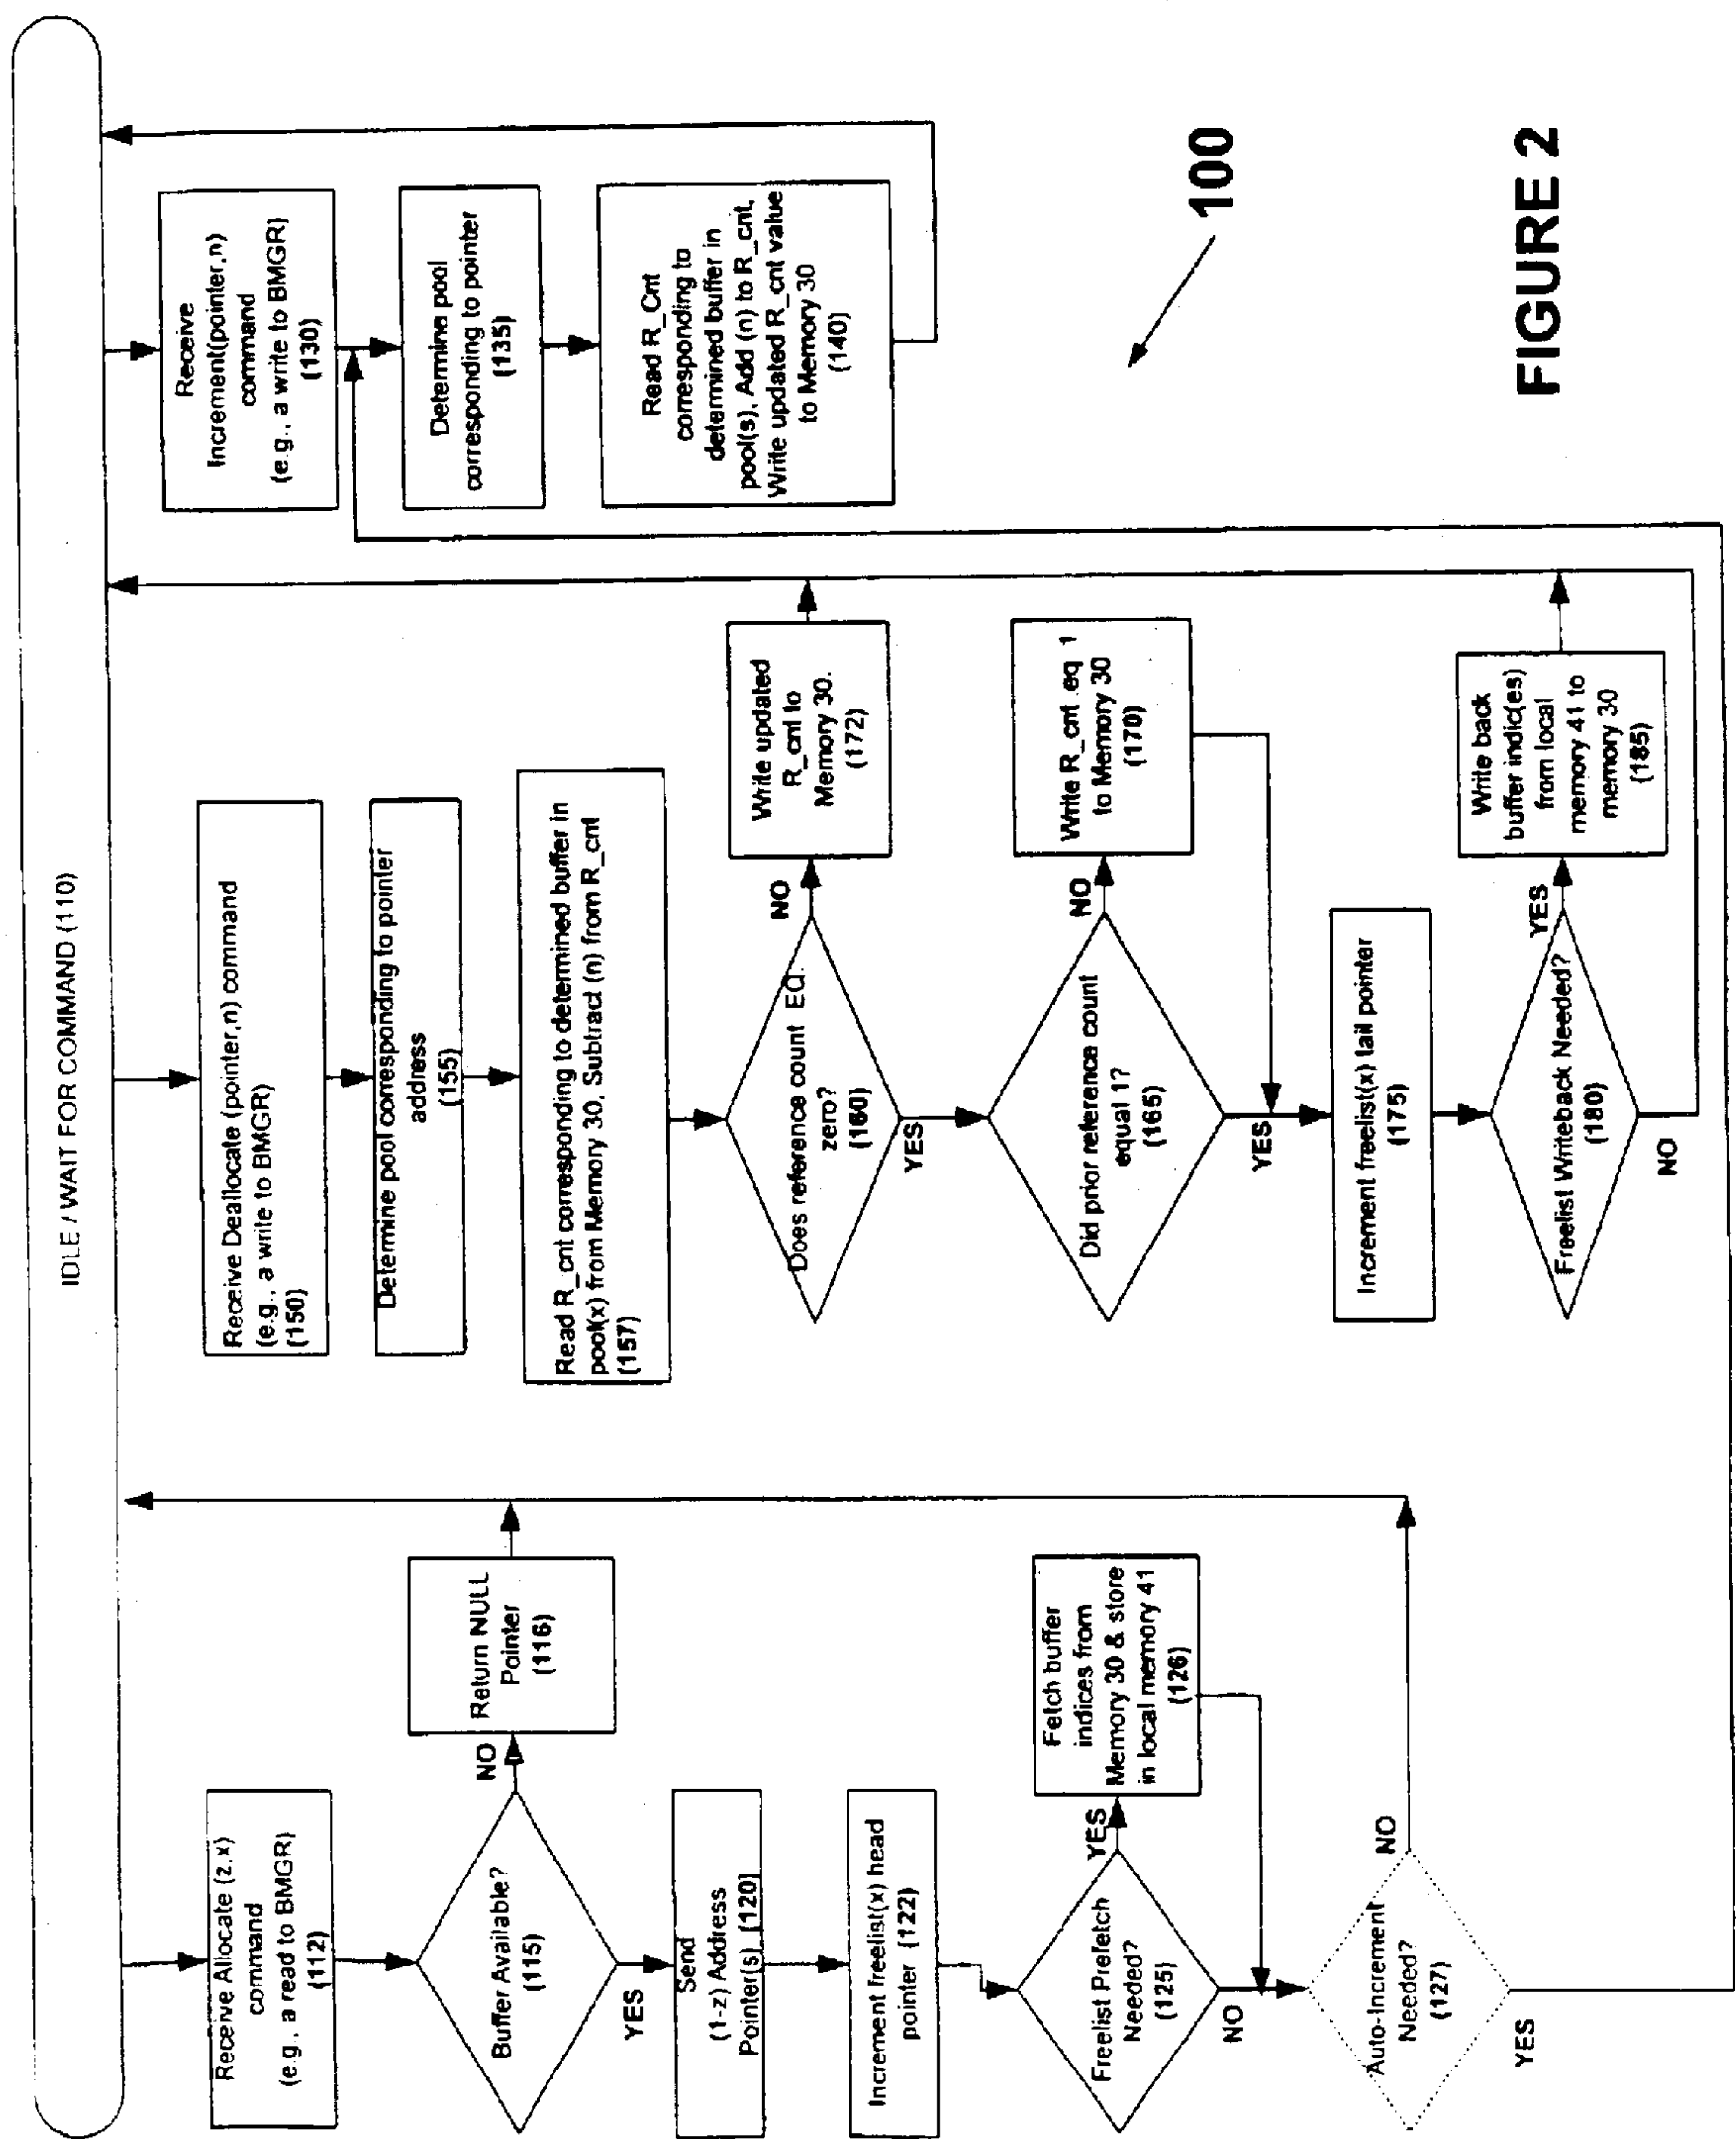 IDLE / WAIT FOR COMMAND (110)
Receive Allocate (z,x)
command
(e.g., a read to BMGR)
(112)
Buffer Available?
(115)
NO
Return NULL
Pointer
(116)
YES
Send
(1-z) Address
Pointer(s) (120)
Increment freelist(x) head
pointer (122)
Freelist Prefetch
Needed?
(125)
YES
Fetch buffer
indices from
Memory 30 & store
in local memory 41
(126)
NO
Auto-Increment
Needed?
(127)
NO
YES
Receive Deallocate (pointer,n) command
(e.g., a write to BMGR)
(150)
Determine pool corresponding to pointer
address
(155)
Read R_cnt corresponding to determined buffer in
pool(x) from Memory 30, Subtract (n) from R_cnt
(157)
Does reference count EQ.
zero?
(160)
NO
Write updated
R_cnt to
Memory 30.
(172)
YES
Did prior reference count
equal 1?
(165)
NO
Write R_cnt .eq 1
to Memory 30
(170)
YES
Increment freelist(x) tail pointer
(175)
Freelist Writeback Needed?
(180)
YES
Write back
buffer indic(es)
from local
memory 41 to
memory 30
(185)
NO
Receive
Increment(pointer,n)
command
(e.g., a write to BMGR)
(130)
Determine pool
corresponding to pointer
(135)
Read R_Cnt
corresponding to
determined buffer in
pool(s), Add (n) to R_cnt,
Write updated R_cnt value
to Memory 30
(140)
100
FIGURE 2